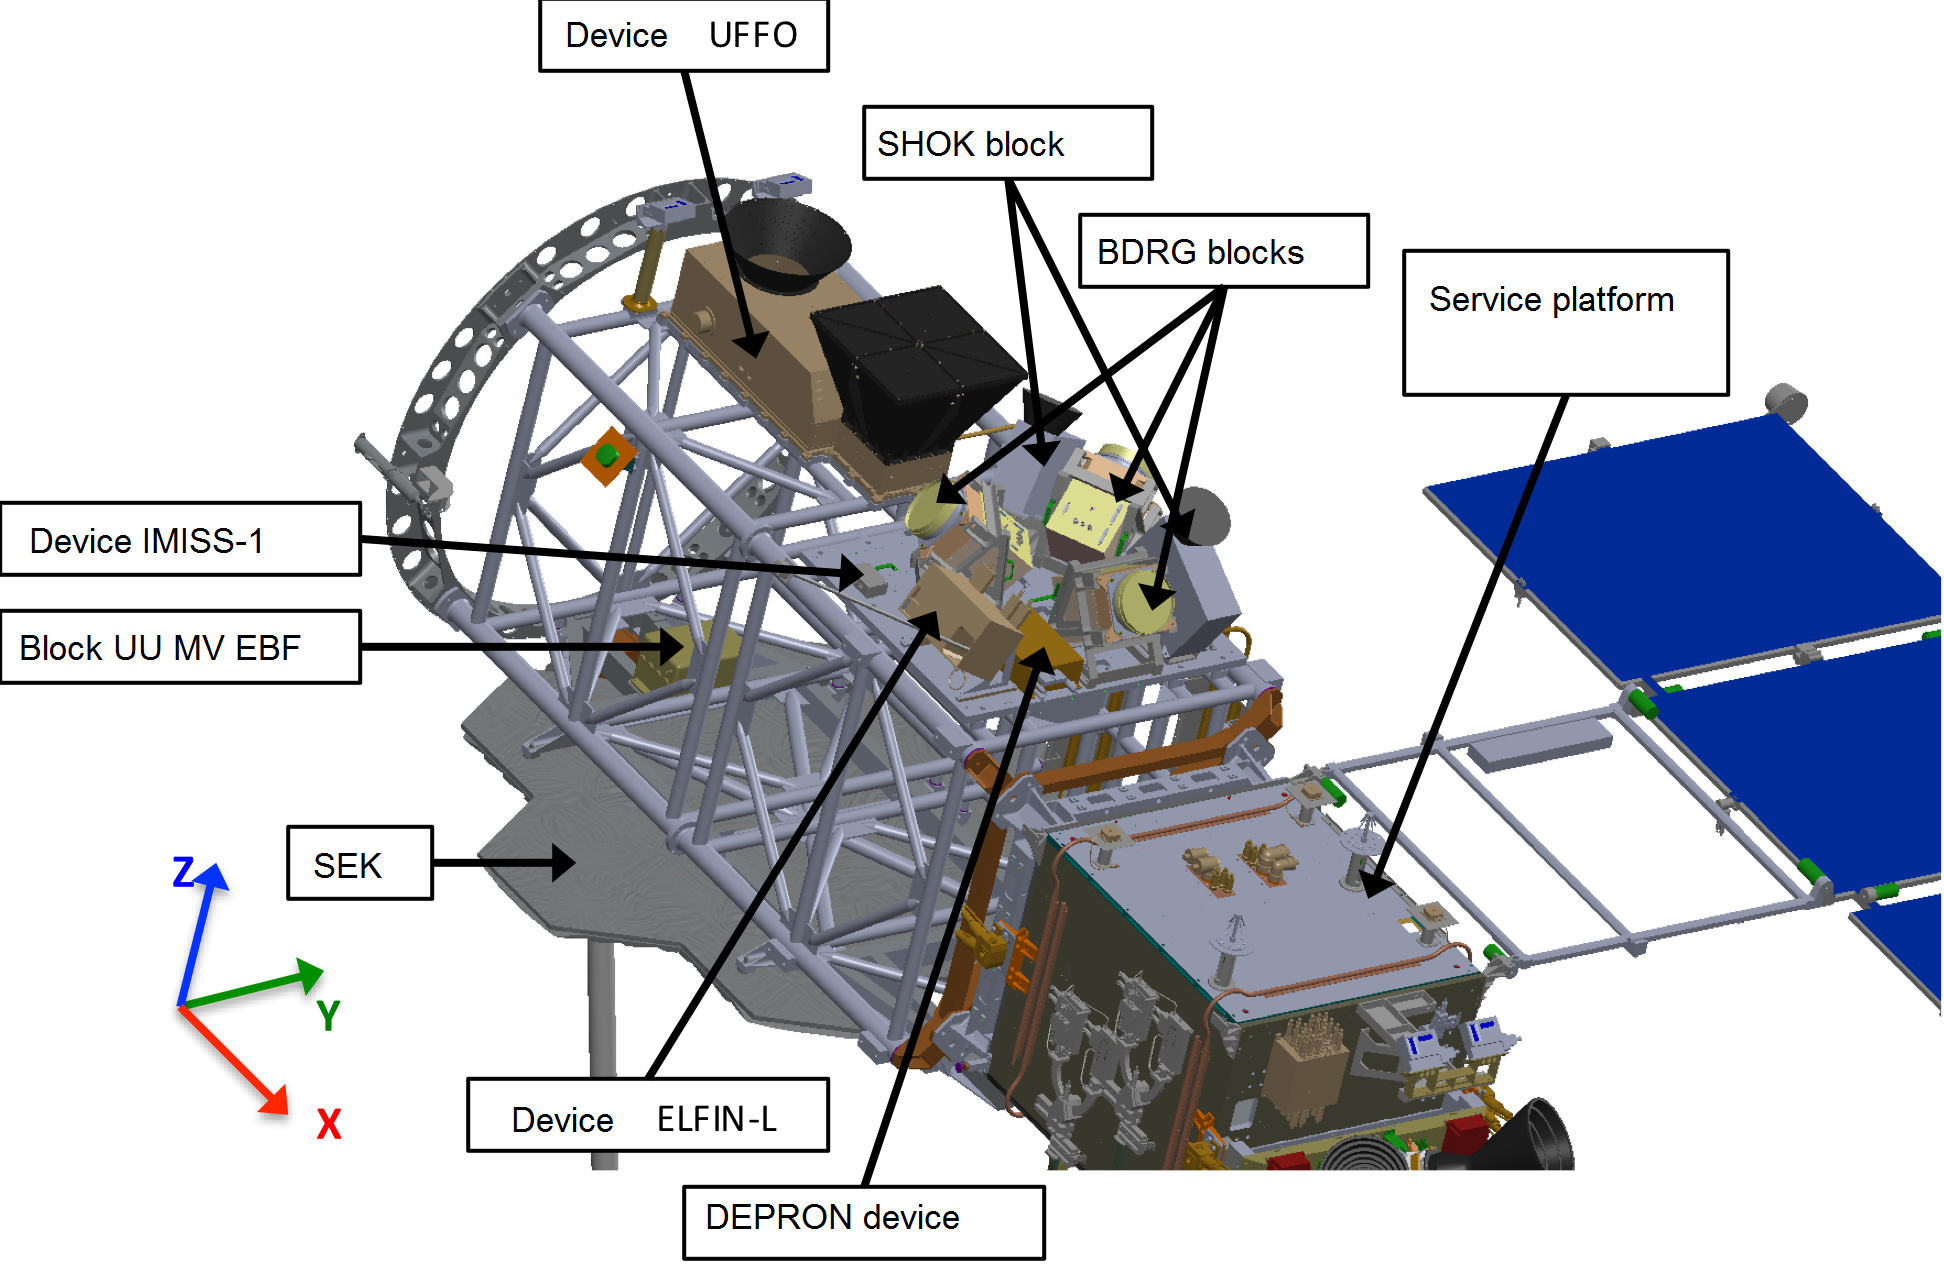 Device UFFO
SHOK block
BDRG blocks
Service platform
Device IMISS-1
Block UU MV EBF
SEK
Z
Y
X
Device ELFIN-L
DEPRON device